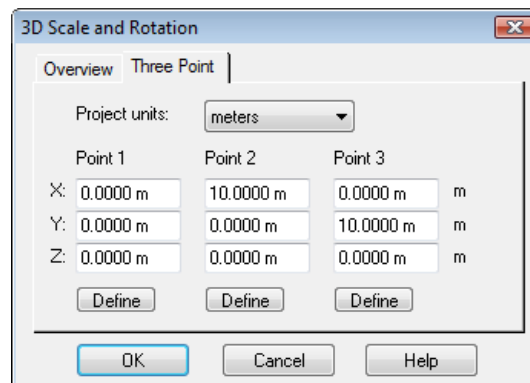 3D Scale and Rotation
Overview Three Point
Project units: meters
Point 1 Point 2 Point 3
X: 0.0000 m 10.0000 m 0.0000 m m
Y: 0.0000 m 0.0000 m 10.0000 m m
Z: 0.0000 m 0.0000 m 0.0000 m m
Define Define Define
OK Cancel Help